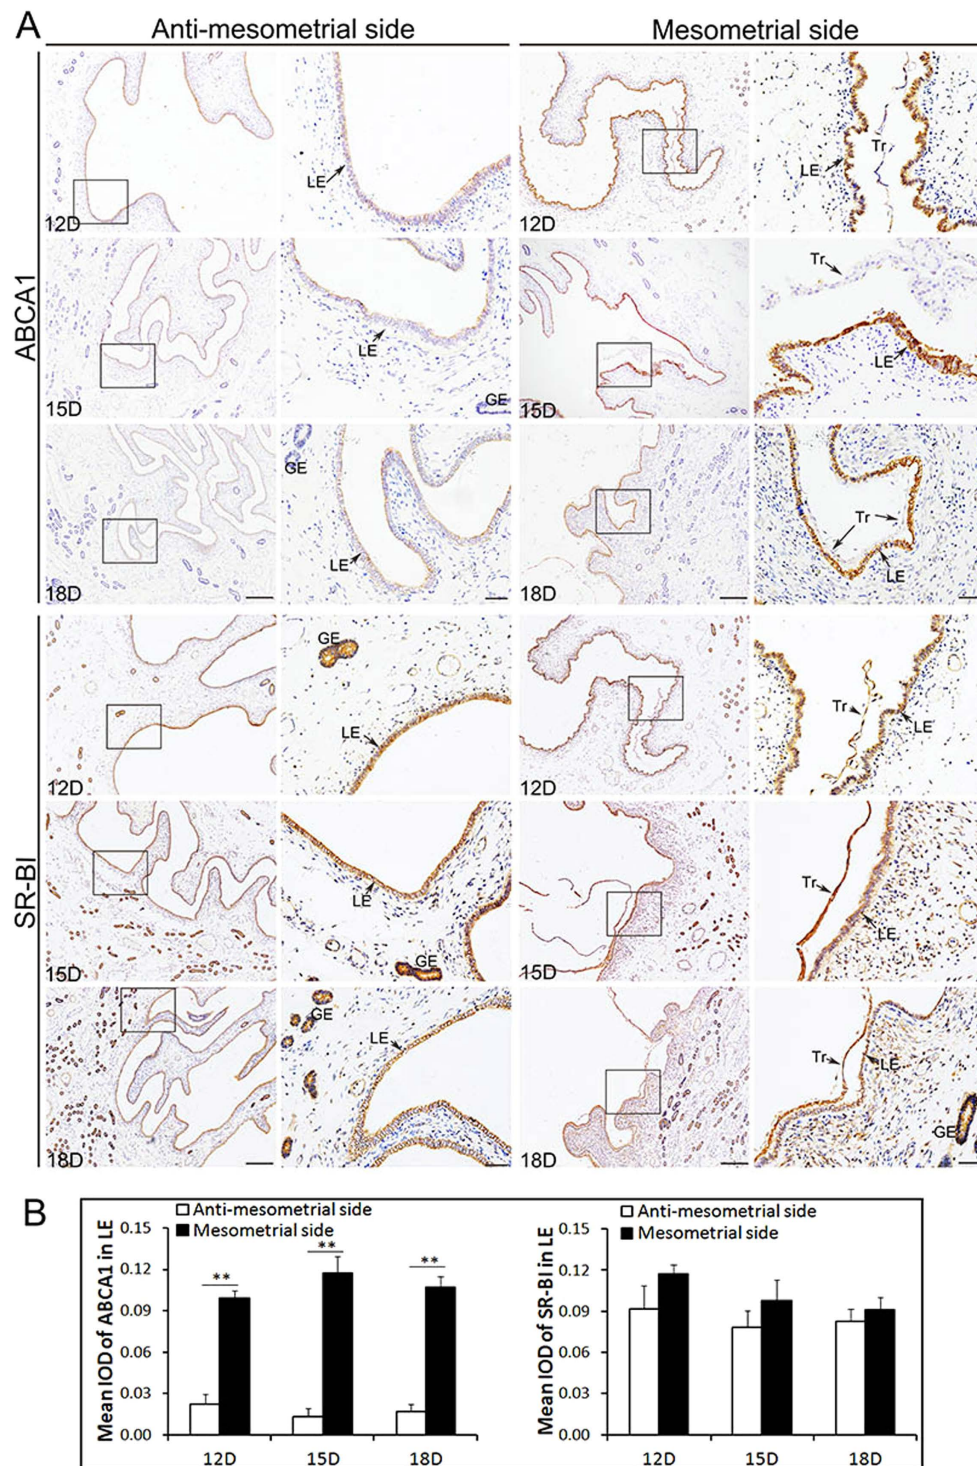 A
Anti-mesometrial side
Mesometrial side
ABCA1
LE
12D
LE
Tr
12D
LE
GE
15D
Tr
LE
15D
GE
LE
18D
Tr
LE
18D
SR-BI
GE
LE
12D
Tr
LE
12D
LE
GE
15D
Tr
LE
15D
GE
LE
18D
Tr
LE
GE
18D
B
Anti-mesometrial side
Mesometrial side
Mean IOD of ABCA1 in LE
0.15
0.12
0.09
0.06
0.03
0.00
**
**
**
12D 15D 18D
Anti-mesometrial side
Mesometrial side
Mean IOD of SR-BI in LE
0.15
0.12
0.09
0.06
0.03
0.00
12D 15D 18D